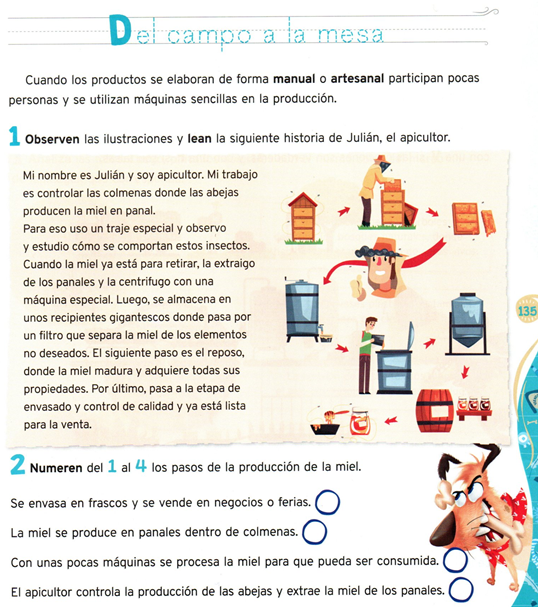 Del campo a la mesa
Cuando los productos se elaboran de forma manual o artesanal participan pocas
personas y se utilizan máquinas sencillas en la producción.
1 Observen las ilustraciones y lean la siguiente historia de Julián, el apicultor.
Mi nombre es Julián y soy apicultor. Mi trabajo
es controlar las colmenas donde las abejas
producen la miel en panal.
Para eso uso un traje especial y observo
y estudio cómo se comportan estos insectos.
Cuando la miel ya está para retirar, la extraigo
de los panales y la centrifugo con una
máquina especial. Luego, se almacena en
unos recipientes gigantescos donde pasa por
un filtro que separa la miel de los elementos
no deseados. El siguiente paso es el reposo,
donde la miel madura y adquiere todas sus
propiedades. Por último, pasa a la etapa de
envasado y control de calidad y ya está lista
para la venta.
135
2 Numeren del 1 al 4 los pasos de la producción de la miel.
Se envasa en frascos y se vende en negocios o ferias.
La miel se produce en panales dentro de colmenas.
Con unas pocas máquinas se procesa la miel para que pueda ser consumida.
El apicultor controla la producción de las abejas y extrae la miel de los panales.